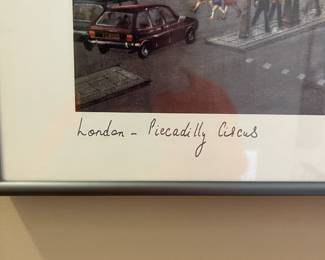 London - Piccadilly Circus